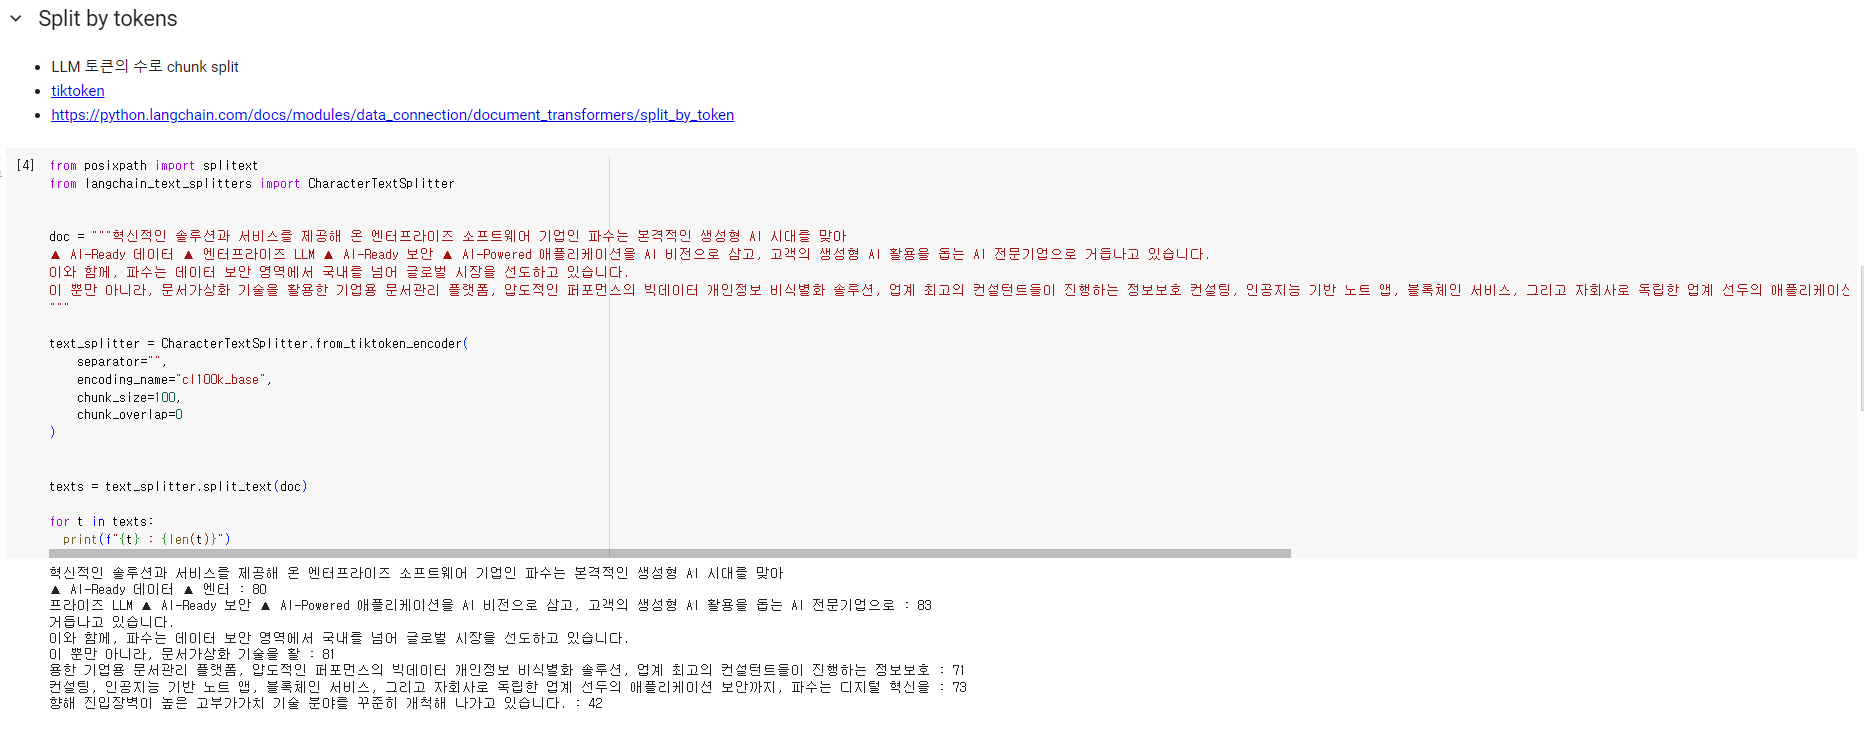 Split by tokens
LLM 토큰의 수로 chunk split
tiktoken
https://python.langchain.com/docs/modules/data_connection/document_transformers/split_by_token
[4]
from posixpath import splitext
from langchain_text_splitters import CharacterTextSplitter
doc = """혁신적인 솔루션과 서비스를 제공해 온 엔터프라이즈 소프트웨어 기업인 파수는 본격적인 생성형 AI 시대를 맞아
▲ AI-Ready 데이터 ▲ 엔터프라이즈 LLM ▲ AI-Ready 보안 ▲ AI-Powered 애플리케이션을 AI 비전으로 삼고, 고객의 생성형 AI 활용을 돕는 AI 전문기업으로 거듭나고 있습니다.
이와 함께, 파수는 데이터 보안 영역에서 국내를 넘어 글로벌 시장을 선도하고 있습니다.
이 뿐만 아니라, 문서가상화 기술을 활용한 기업용 문서관리 플랫폼, 압도적인 퍼포먼스의 빅데이터 개인정보 비식별화 솔루션, 업계 최고의 컨설턴트들이 진행하는 정보보호 컨설팅, 인공지능 기반 노트 앱, 블록체인 서비스, 그리고 자회사로 독립한 업계 선두의 애플리케이션
"""
text_splitter = CharacterTextSplitter.from_tiktoken_encoder(
    separator="",
    encoding_name="cl100k_base",
    chunk_size=100,
    chunk_overlap=0
)
texts = text_splitter.split_text(doc)
for t in texts:
  print(f"{t} : {len(t)}")
혁신적인 솔루션과 서비스를 제공해 온 엔터프라이즈 소프트웨어 기업인 파수는 본격적인 생성형 AI 시대를 맞아
▲ AI-Ready 데이터 ▲ 엔터 : 80
프라이즈 LLM ▲ AI-Ready 보안 ▲ AI-Powered 애플리케이션을 AI 비전으로 삼고, 고객의 생성형 AI 활용을 돕는 AI 전문기업으로 : 83
거듭나고 있습니다.
이와 함께, 파수는 데이터 보안 영역에서 국내를 넘어 글로벌 시장을 선도하고 있습니다.
이 뿐만 아니라, 문서가상화 기술을 활 : 81
용한 기업용 문서관리 플랫폼, 압도적인 퍼포먼스의 빅데이터 개인정보 비식별화 솔루션, 업계 최고의 컨설턴트들이 진행하는 정보보호 : 71
컨설팅, 인공지능 기반 노트 앱, 블록체인 서비스, 그리고 자회사로 독립한 업계 선두의 애플리케이션 보안까지, 파수는 디지털 혁신을 : 73
향해 진입장벽이 높은 고부가가치 기술 분야를 꾸준히 개척해 나가고 있습니다. : 42